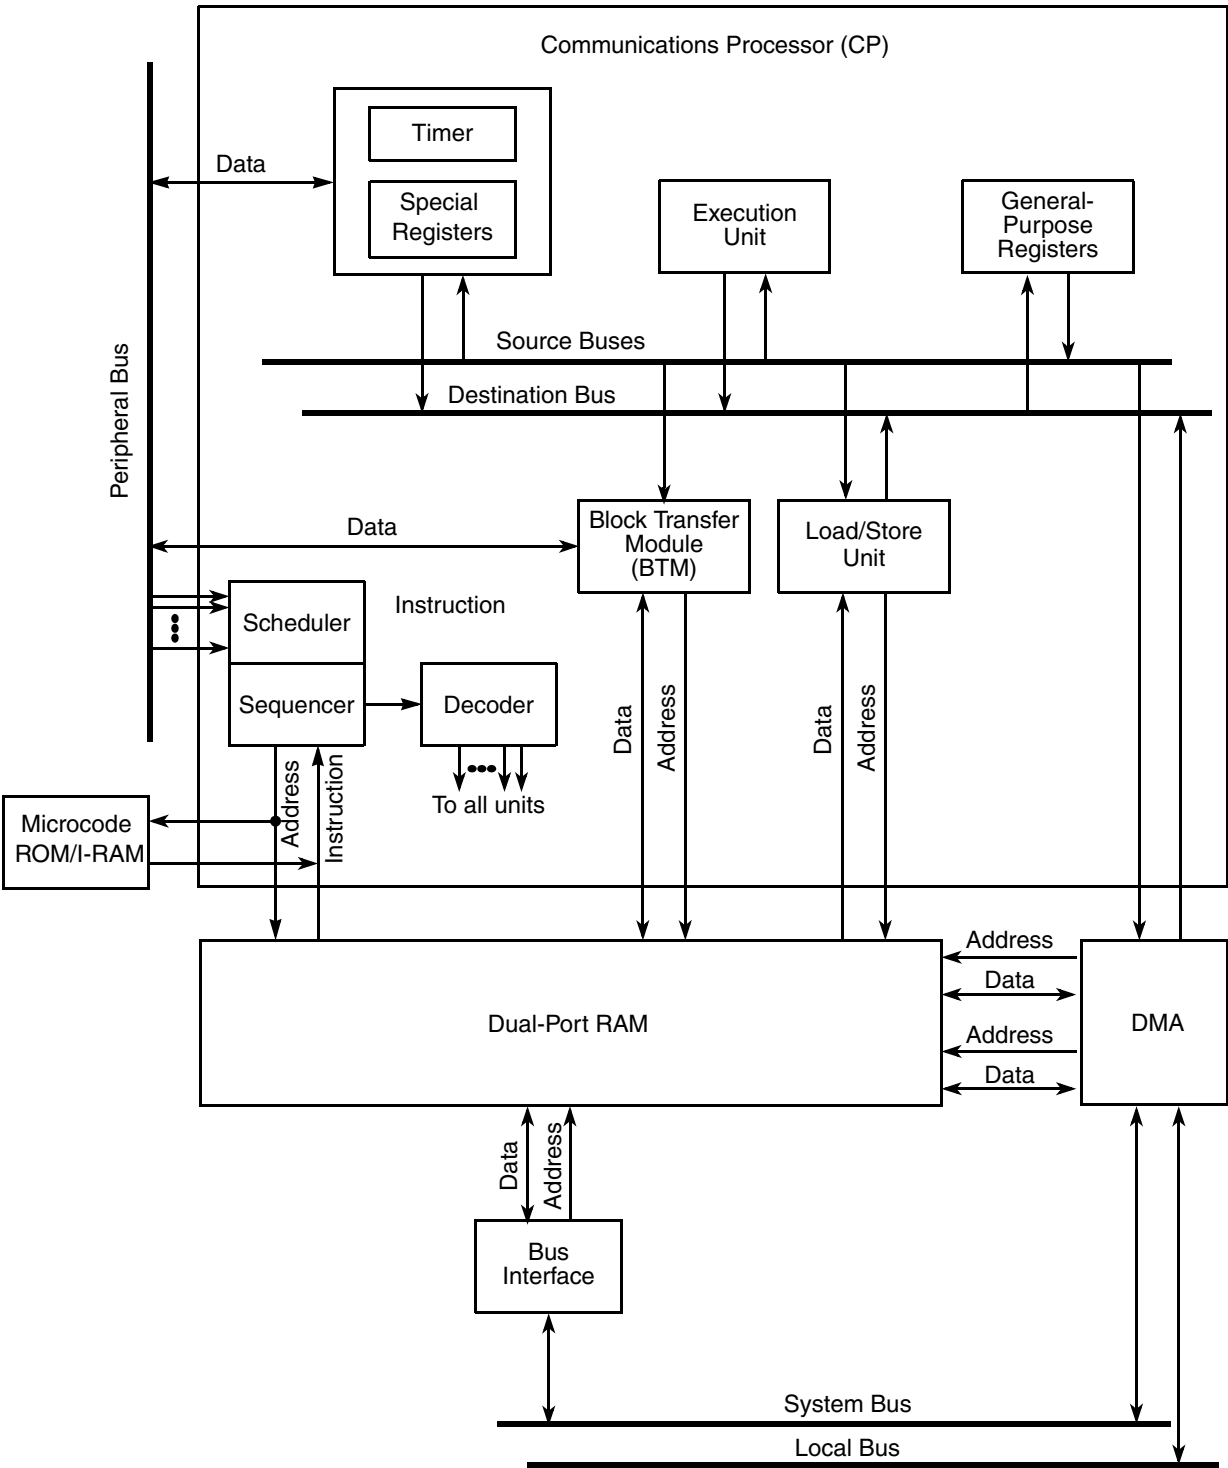 Communications Processor (CP)
Timer
Data
Special
Registers
Execution
Unit
General-
Purpose
Registers
Source Buses
Destination Bus
Peripheral Bus
Data
Block Transfer
Module
(BTM)
Load/Store
Unit
Instruction
Scheduler
Sequencer
Decoder
Data
Address
Data
Address
Address
Instruction
To all units
Microcode
ROM/I-RAM
Dual-Port RAM
Address
Data
Address
Data
DMA
Data
Address
Bus
Interface
System Bus
Local Bus